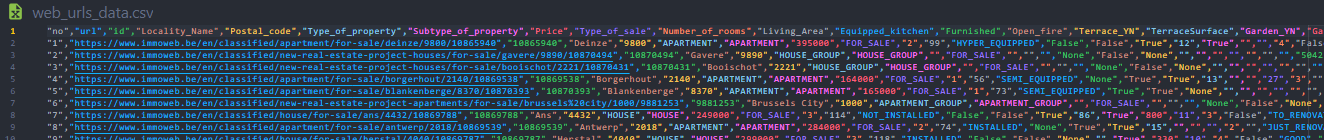 web_urls_data.csv
1 "no","url","id","Locality_Name","Postal_code","Type_of_property","Subtype_of_property","Price","Type_of_sale","Number_of_rooms","Living_Area","Equipped_kitchen","Furnished","Open_fire","Terrace_YN","TerraceSurface","Garden_YN","Ga
2 "1","https://www.immoweb.be/en/classified/apartment/for-sale/deinze/9800/10865940","10865940","Deinze","9800","APARTMENT","APARTMENT","395000","FOR_SALE","2","99","HYPER_EQUIPPED","False","False","True","12","True","","","4","False
3 "2","https://www.immoweb.be/en/classified/new-real-estate-project-houses/for-sale/gavere/9890/10870494","10870494","Gavere","9890","HOUSE_GROUP","HOUSE_GROUP","","FOR_SALE"
4 "3","https://www.immoweb.be/en/classified/new-real-estate-project-houses/for-sale/booischot/2221/10870431","10870431","Booischot","2221","HOUSE_GROUP","HOUSE_GROUP","","FOR_SALE"
5 "4","https://www.immoweb.be/en/classified/apartment/for-sale/borgerhout/2140/10869538","10869538","Borgerhout","2140","APARTMENT","APARTMENT","164000","FOR_SALE","1","56","SEMI_EQUIPPED","None","True","True","13","","","","27","3","
6 "5","https://www.immoweb.be/en/classified/apartment/for-sale/blankenberge/8370/10870393","10870393","Blankenberge","8370","APARTMENT","APARTMENT","165000","FOR_SALE","1","73","SEMI_EQUIPPED","True","True","None"
7 "6","https://www.immoweb.be/en/classified/new-real-estate-project-apartments/for-sale/brussels%20city/1000/9881253","9881253","Brussels City","1000","APARTMENT_GROUP","APARTMENT_GROUP","","FOR_SALE"
8 "7","https://www.immoweb.be/en/classified/house/for-sale/ans/4432/10869788","10869788","Ans","4432","HOUSE","HOUSE","249000","FOR_SALE","3","114","NOT_INSTALLED","False","None","True","86","True","800"
9 "8","https://www.immoweb.be/en/classified/apartment/for-sale/antwerp/2018/10869539","10869539","Antwerp","2018","APARTMENT","APARTMENT","284000","FOR_SALE","2","74","INSTALLED","None","True","True","15"